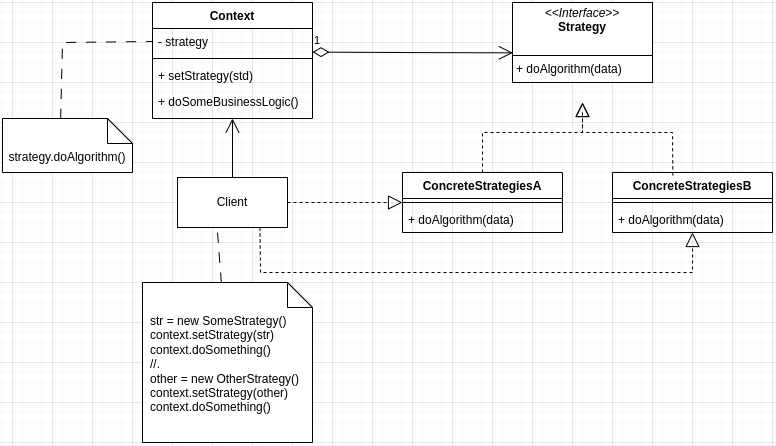 Context
- strategy
+ setStrategy(std)
+ doSomeBusinessLogic()
1
<<Interface>>
Strategy
+ doAlgorithm(data)
strategy.doAlgorithm()
Client
ConcreteStrategiesA
+ doAlgorithm(data)
ConcreteStrategiesB
+ doAlgorithm(data)
str = new SomeStrategy()
context.setStrategy(str)
context.doSomething()
//.
other = new OtherStrategy()
context.setStrategy(other)
context.doSomething()